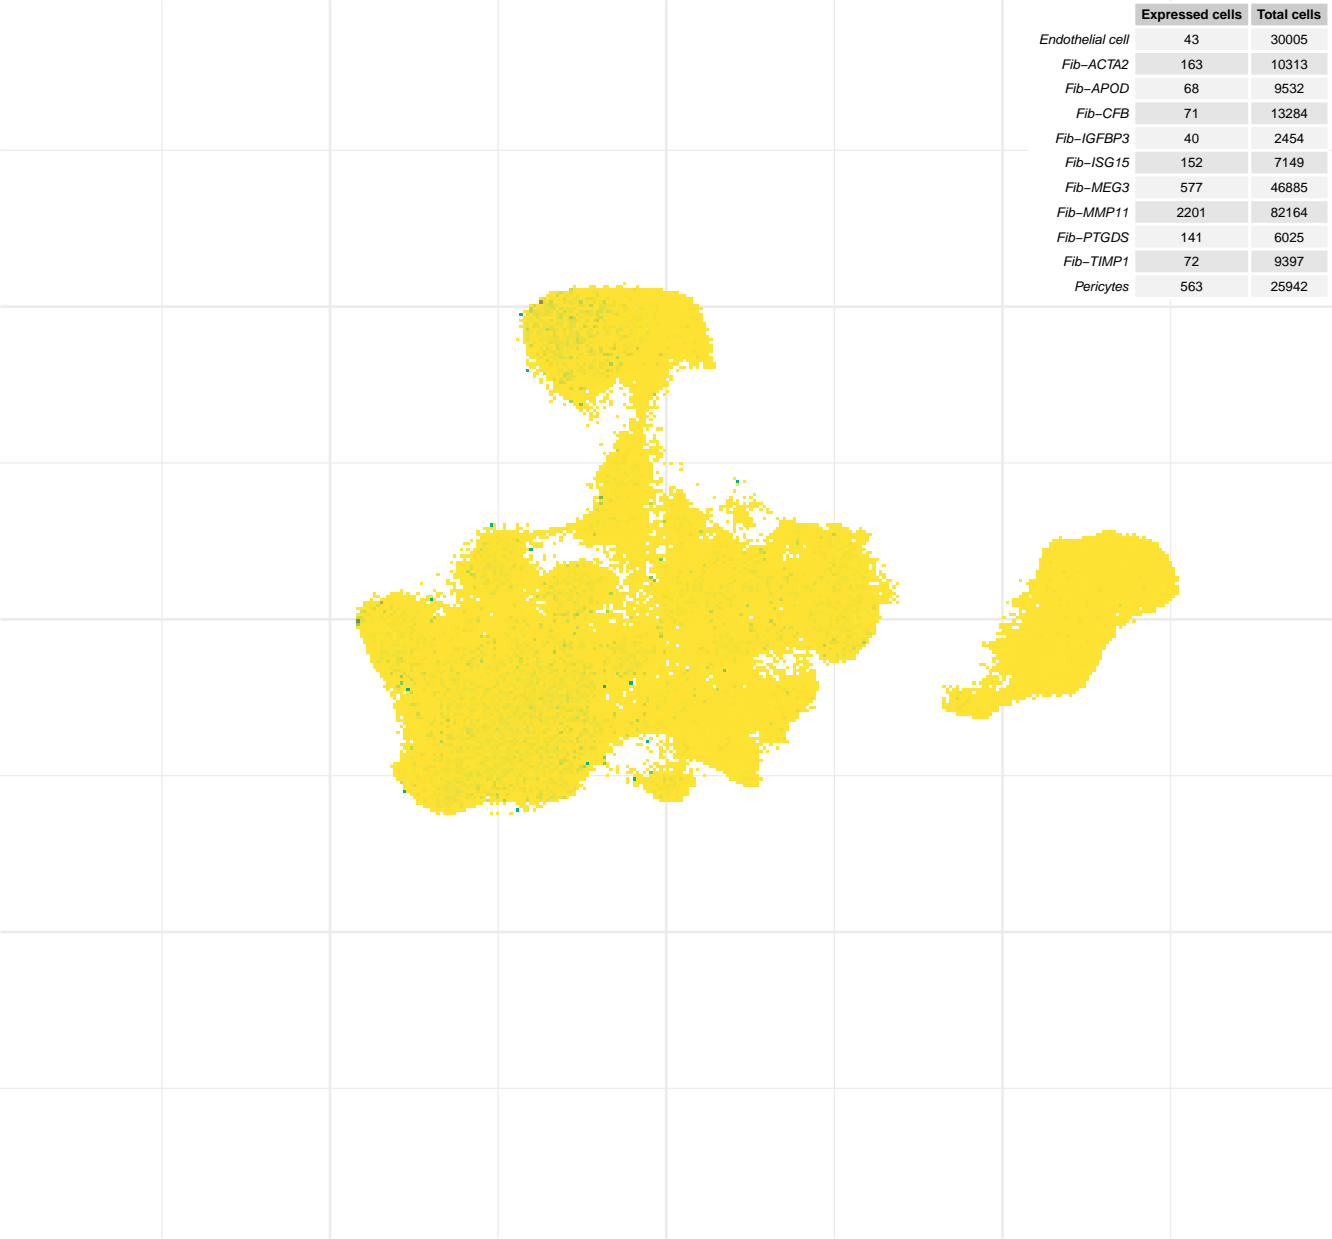 Expressed cells Total cells
Endothelial cell 43 30005
Fib−ACTA2 163 10313
Fib−APOD 68 9532
Fib−CFB 71 13284
Fib−IGFBP3 40 2454
Fib−ISG15 152 7149
Fib−MEG3 577 46885
Fib−MMP11 2201 82164
Fib−PTGDS 141 6025
Fib−TIMP1 72 9397
Pericytes 563 25942